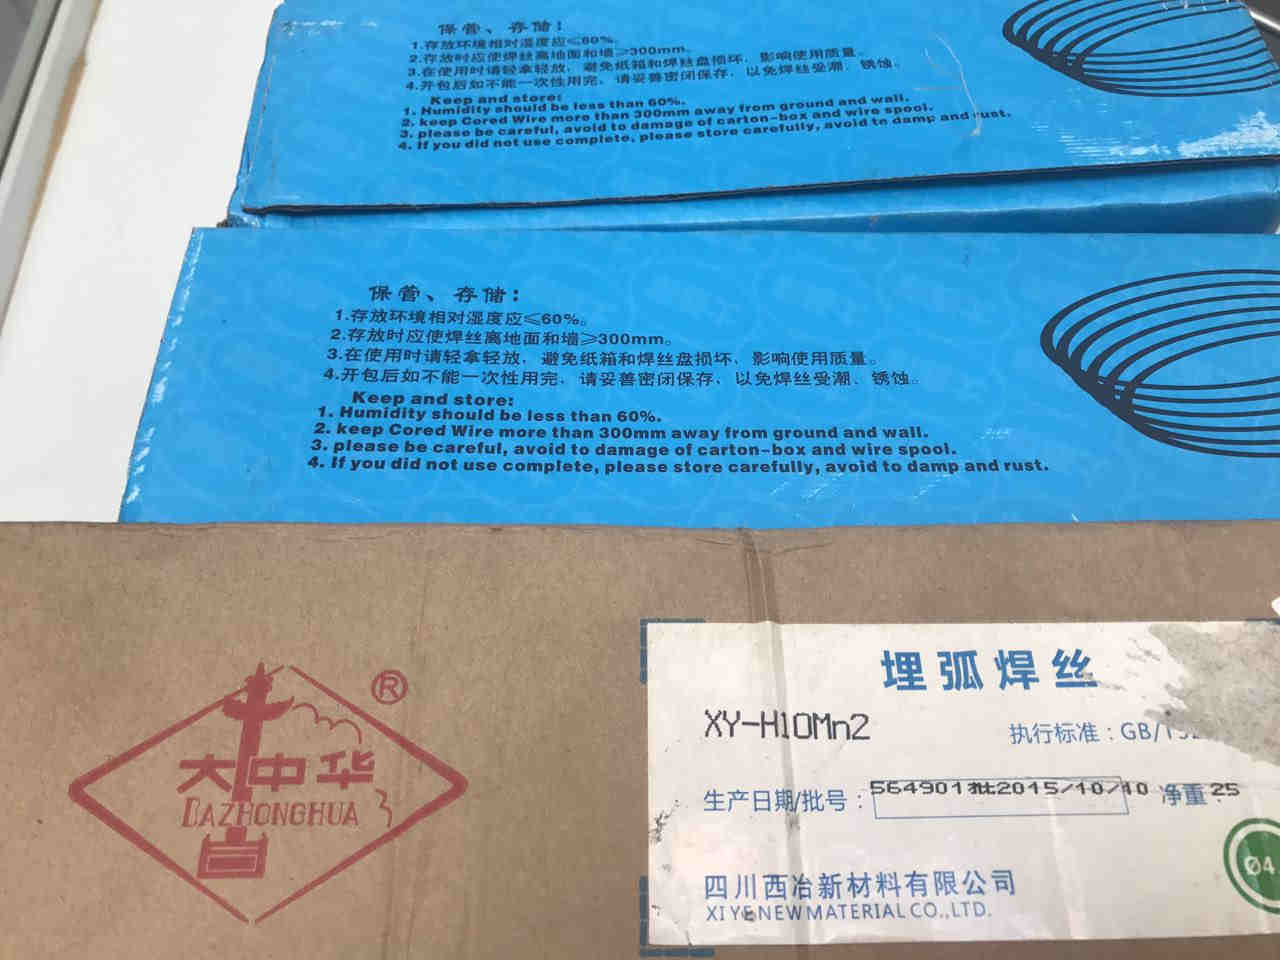 保管、存储：
1.存放环境相对湿度应≤60%。
2.存放时应使焊丝离地面和墙≥300mm。
3.在使用时请轻拿轻放，避免纸箱和焊丝盘损坏，影响使用质量。
4.开包后如不能一次性用完，请妥善密闭保存，以免焊丝受潮、锈蚀。
Keep and store:
1. Humidity should be less than 60%.
2. keep Cored Wire more than 300mm away from ground and wall.
3. please be careful, avoid to damage of carton-box and wire spool.
4. If you did not use complete, please store carefully, avoid to damp and rust.
保管、存储：
1.存放环境相对湿度应≤60%。
2.存放时应使焊丝离地面和墙≥300mm。
3.在使用时请轻拿轻放，避免纸箱和焊丝盘损坏，影响使用质量。
4.开包后如不能一次性用完，请妥善密闭保存，以免焊丝受潮、锈蚀。
Keep and store:
1. Humidity should be less than 60%.
2. keep Cored Wire more than 300mm away from ground and wall.
3. please be careful, avoid to damage of carton-box and wire spool.
4. If you did not use complete, please store carefully, avoid to damp and rust.
®
大中华
DAZHONGHUA
埋弧焊丝
XY-H10Mn2
执行标准：GB/T
生产日期/批号：564901批2015/10/10 净重：25
Ø4
四川西冶新材料有限公司
XI YE NEW MATERIAL CO., LTD.